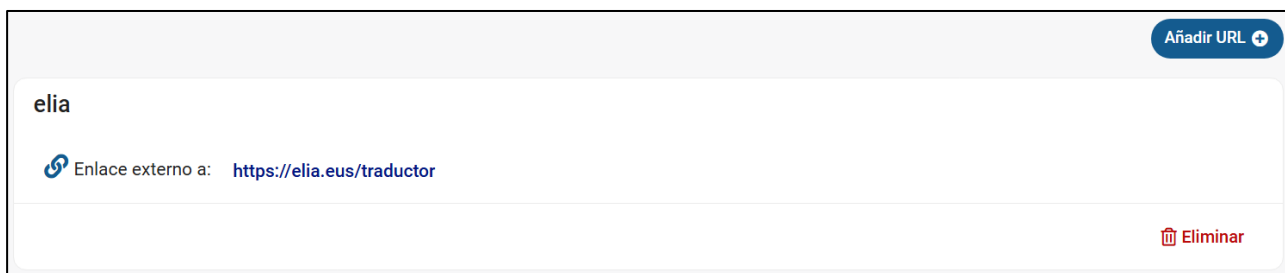 Añadir URL
elia
Enlace externo a: https://elia.eus/traductor
Eliminar